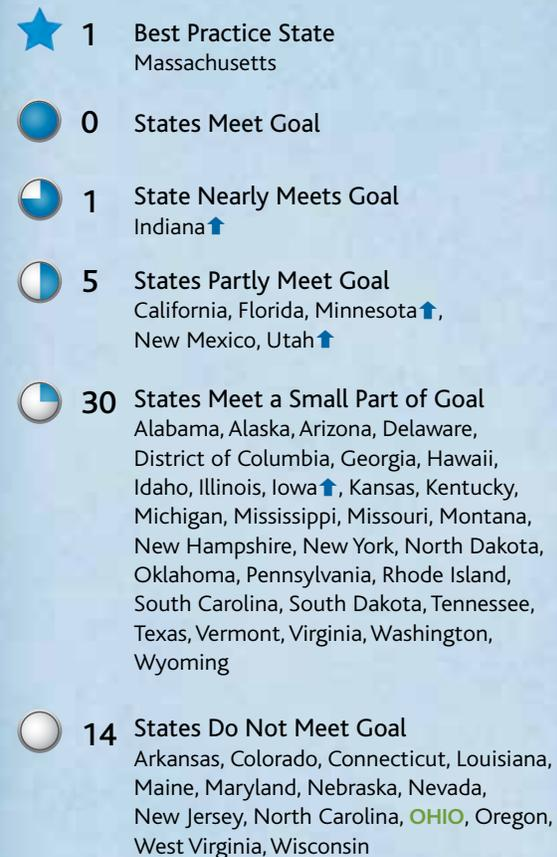 1 Best Practice State
Massachusetts
0 States Meet Goal
1 State Nearly Meets Goal
Indiana⬆
5 States Partly Meet Goal
California, Florida, Minnesota⬆,
New Mexico, Utah⬆
30 States Meet a Small Part of Goal
Alabama, Alaska, Arizona, Delaware,
District of Columbia, Georgia, Hawaii,
Idaho, Illinois, Iowa⬆, Kansas, Kentucky,
Michigan, Mississippi, Missouri, Montana,
New Hampshire, New York, North Dakota,
Oklahoma, Pennsylvania, Rhode Island,
South Carolina, South Dakota, Tennessee,
Texas, Vermont, Virginia, Washington,
Wyoming
14 States Do Not Meet Goal
Arkansas, Colorado, Connecticut, Louisiana,
Maine, Maryland, Nebraska, Nevada,
New Jersey, North Carolina, OHIO, Oregon,
West Virginia, Wisconsin